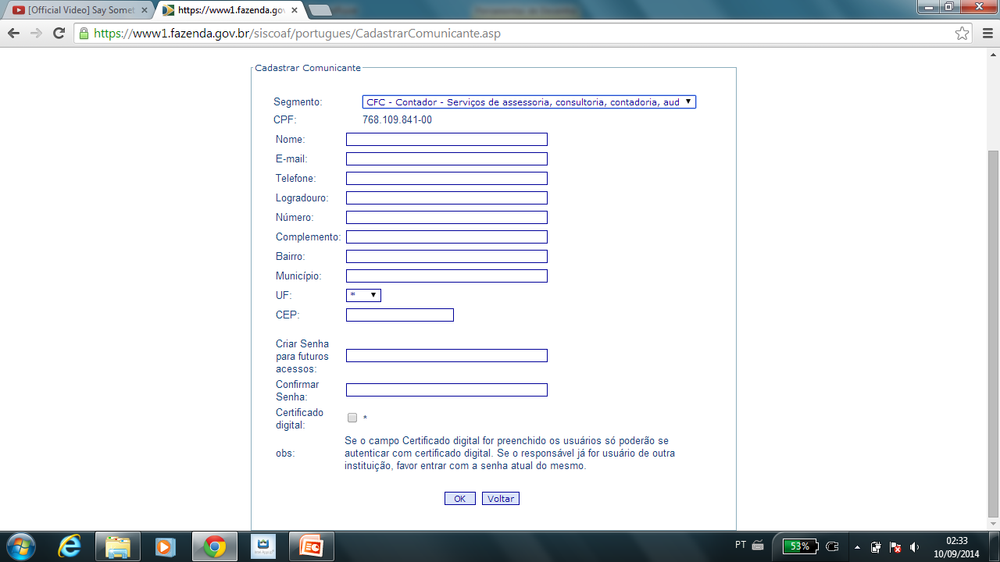 [Official Video] Say Somet
https://www1.fazenda.gov
https://www1.fazenda.gov.br/siscoaf/portugues/CadastrarComunicante.asp
Cadastrar Comunicante
Segmento: CFC - Contador - Serviços de assessoria, consultoria, contadoria, aud
CPF: 768.109.841-00
Nome:
E-mail:
Telefone:
Logradouro:
Número:
Complemento:
Bairro:
Município:
UF: *
CEP:
Criar Senha
para futuros
acessos:
Confirmar
Senha:
Certificado
digital: *
obs: Se o campo Certificado digital for preenchido os usuários só poderão se
autenticar com certificado digital. Se o responsável já for usuário de outra
instituição, favor entrar com a senha atual do mesmo.
OK Voltar
PT 53% 02:33
10/09/2014